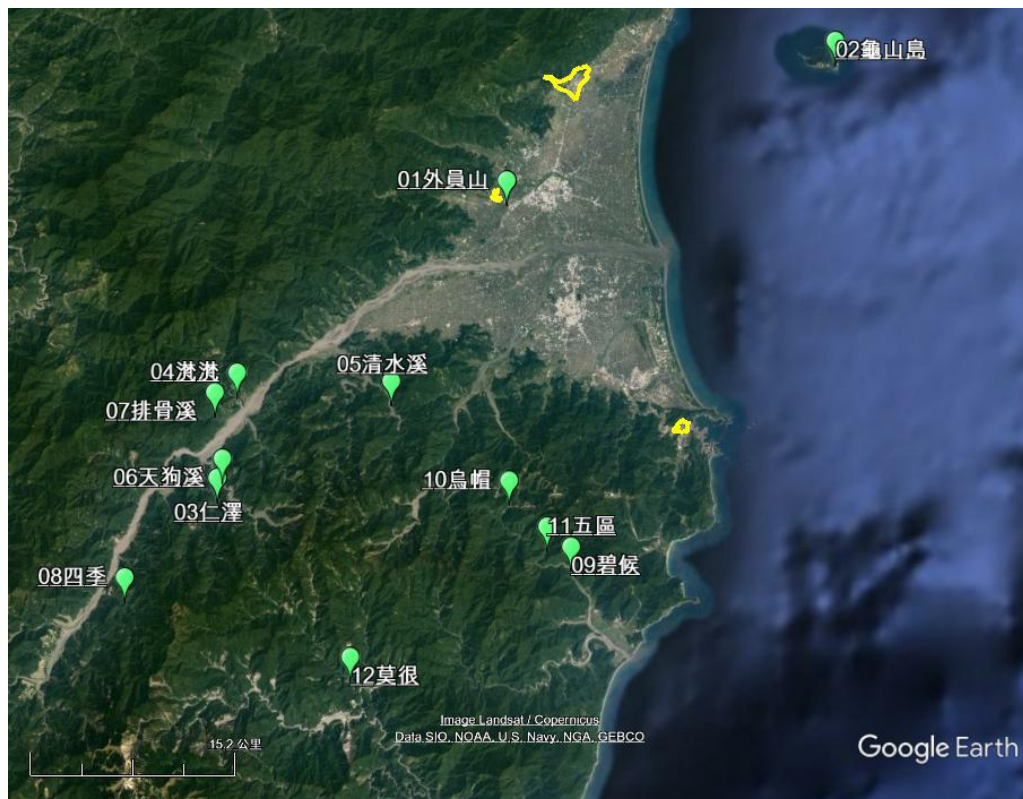 02龜山島
01外員山
05清水溪
04濨濨
07排骨溪
06天狗溪
10烏帽
03仁澤
11五區
09碧候
08四季
12莫很
Image Landsat / Copernicus
Data SIO, NOAA, U.S. Navy, NGA, GEBCO
15.2 公里
Google Earth